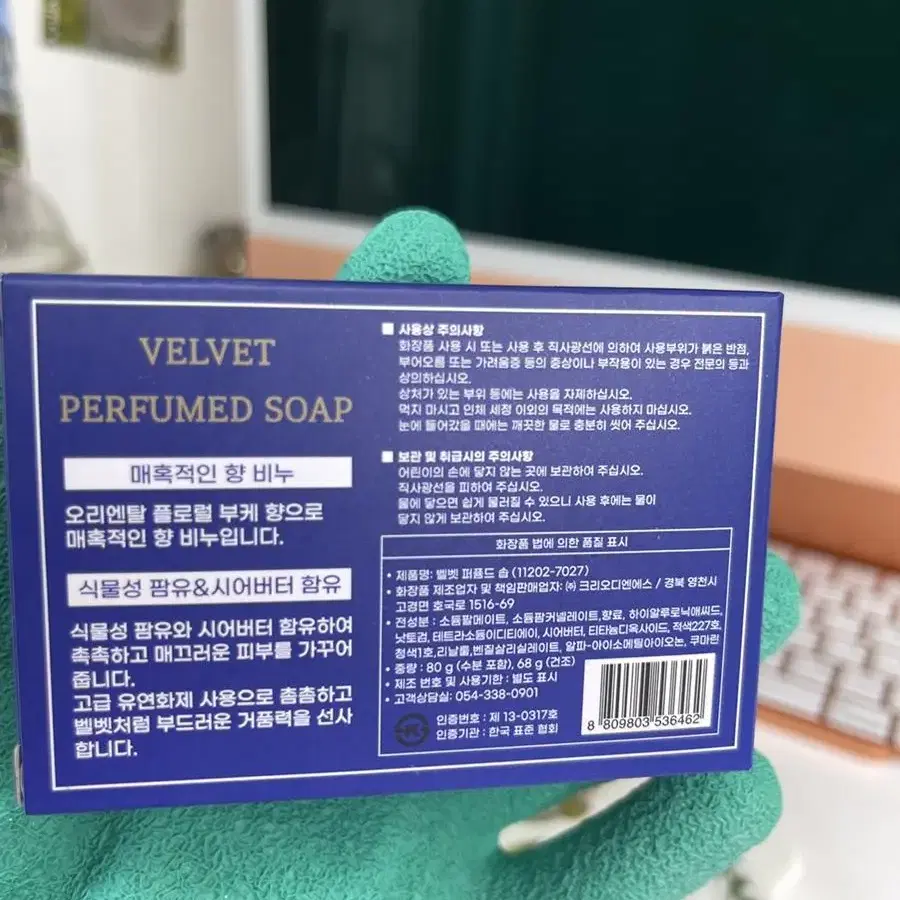 VELVET
PERFUMED SOAP
매혹적인 향 비누
오리엔탈 플로럴 부케 향으로
매혹적인 향 비누입니다.
식물성 팜유&시어버터 함유
식물성 팜유와 시어버터 함유하여
촉촉하고 매끄러운 피부를 가꾸어
줍니다.
고급 유연화제 사용으로 촘촘하고
벨벳처럼 부드러운 거품력을 선사
합니다.
■ 사용상 주의사항
화장품 사용 시 또는 사용 후 직사광선에 의하여 사용부위가 붉은 반점,
부어오름 또는 가려움증 등의 증상이나 부작용이 있는 경우 전문의 등과
상의하십시오.
상처가 있는 부위 등에는 사용을 자제하십시오.
먹지 마시고 인체 세정 이외의 목적에는 사용하지 마십시오.
눈에 들어갔을 때에는 깨끗한 물로 충분히 씻어 주십시오.
■ 보관 및 취급시의 주의사항
어린이의 손에 닿지 않는 곳에 보관하여 주십시오.
직사광선을 피하여 주십시오.
물에 닿으면 쉽게 물러질 수 있으니 사용 후에는 물이
닿지 않게 보관하여 주십시오.
화장품 법에 의한 품질 표시
• 제품명: 벨벳 퍼퓸드 솝 (11202-7027)
• 화장품 제조업자 및 책임판매업자: ㈜ 크리오디엔에스 / 경북 영천시
고경면 호국로 1516-69
• 전성분 : 소듐팔메이트, 소듐팜커넬레이트,향료, 하이알루로닉애씨드,
낫토검, 테트라소듐이디티에이, 시어버터, 티타늄디옥사이드, 적색227호,
청색1호,리날룰,벤질살리실레이트, 알파-아이소메틸아이오논, 쿠마린
• 중량 : 80 g (수분 포함), 68 g (건조)
• 제조 번호 및 사용기한 : 별도 표시
• 고객상담실: 054-338-0901
인증번호 : 제 13-0317호
인증기관 : 한국 표준 협회
8 809803 536462